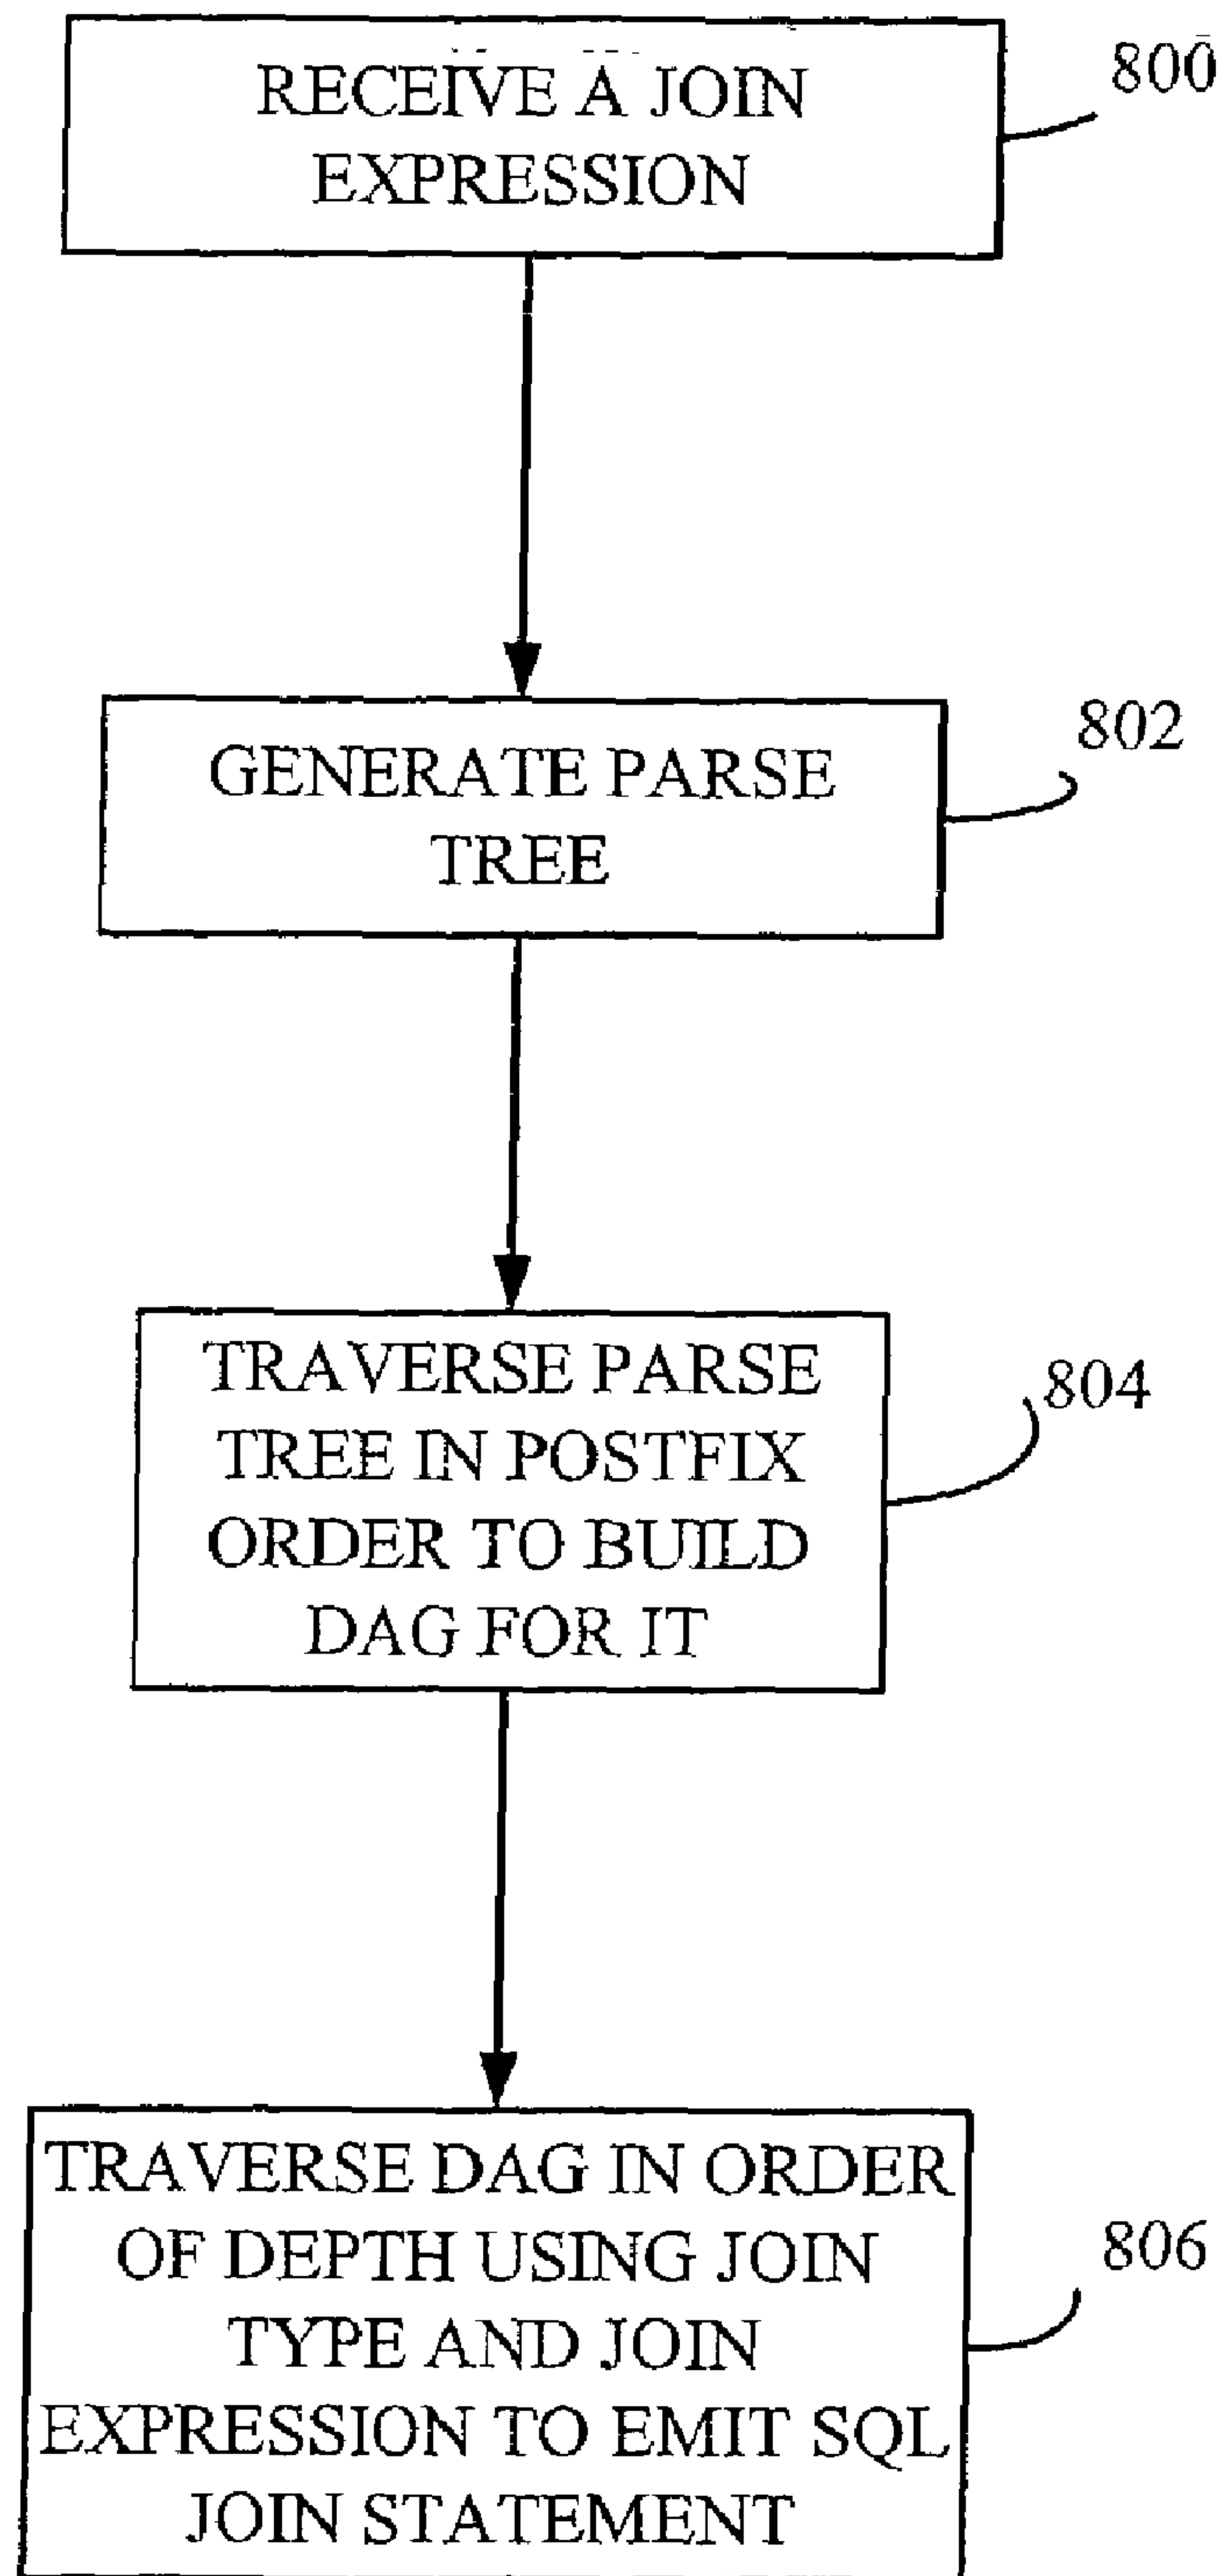 RECEIVE A JOIN
EXPRESSION
800
GENERATE PARSE
TREE
802
TRAVERSE PARSE
TREE IN POSTFIX
ORDER TO BUILD
DAG FOR IT
804
TRAVERSE DAG IN ORDER
OF DEPTH USING JOIN
TYPE AND JOIN
EXPRESSION TO EMIT SQL
JOIN STATEMENT
806